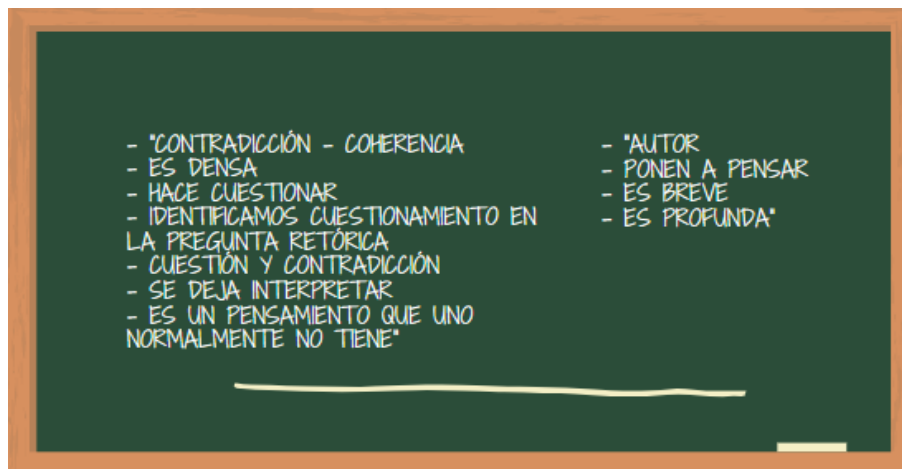 - "CONTRADICCIÓN - COHERENCIA
- ES DENSA
- HACE CUESTIONAR
- IDENTIFICAMOS CUESTIONAMIENTO EN
LA PREGUNTA RETÓRICA
- CUESTIÓN Y CONTRADICCIÓN
- SE DEJA INTERPRETAR
- ES UN PENSAMIENTO QUE UNO
NORMALMENTE NO TIENE"
- "AUTOR
- PONEN A PENSAR
- ES BREVE
- ES PROFUNDA"